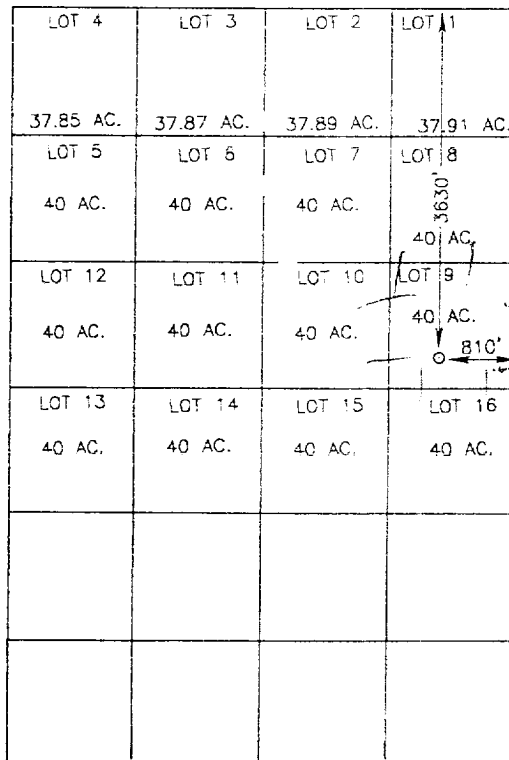 LOT 4 LOT 3 LOT 2 LOT 1
37.85 AC. 37.87 AC. 37.89 AC. 37.91 AC.
LOT 5 LOT 6 LOT 7 LOT 8
40 AC. 40 AC. 40 AC. 3630'
40 AC.
LOT 12 LOT 11 LOT 10 LOT 9
40 AC. 40 AC. 40 AC. 40 AC.
810'
LOT 13 LOT 14 LOT 15 LOT 16
40 AC. 40 AC. 40 AC. 40 AC.